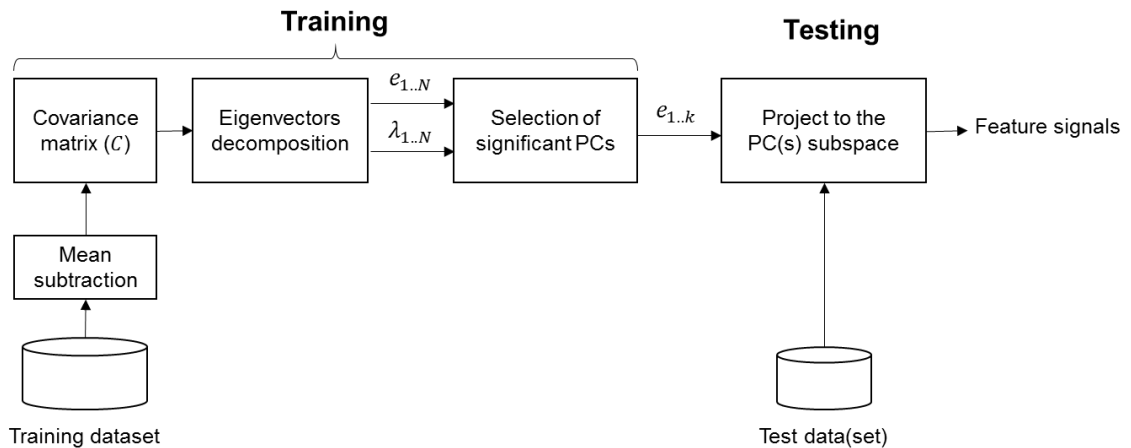 Training
Testing
Covariance
matrix (𝐶)
Eigenvectors
decomposition
𝑒₁..𝑁
𝜆₁..𝑁
Selection of
significant PCs
𝑒₁..𝑘
Project to the
PC(s) subspace
Feature signals
Mean
subtraction
Training dataset
Test data(set)